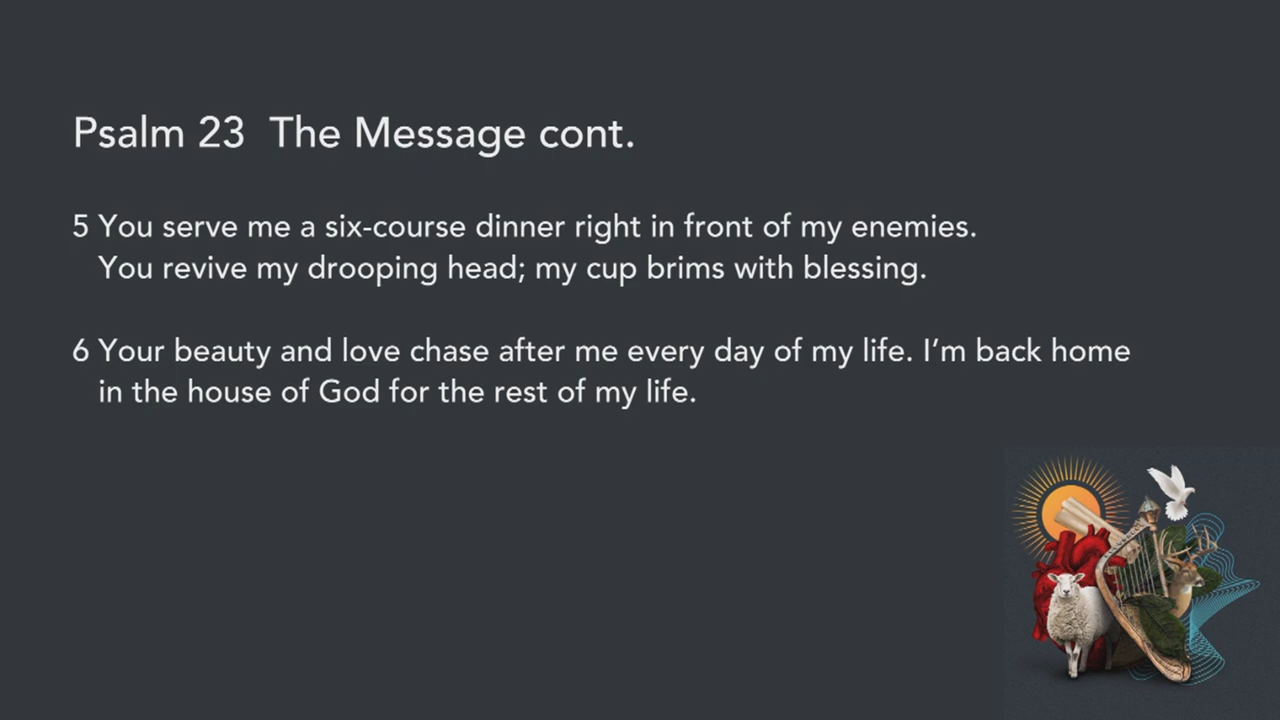 Psalm 23  The Message cont.
5 You serve me a six-course dinner right in front of my enemies.
You revive my drooping head; my cup brims with blessing.
6 Your beauty and love chase after me every day of my life. I’m back home
in the house of God for the rest of my life.